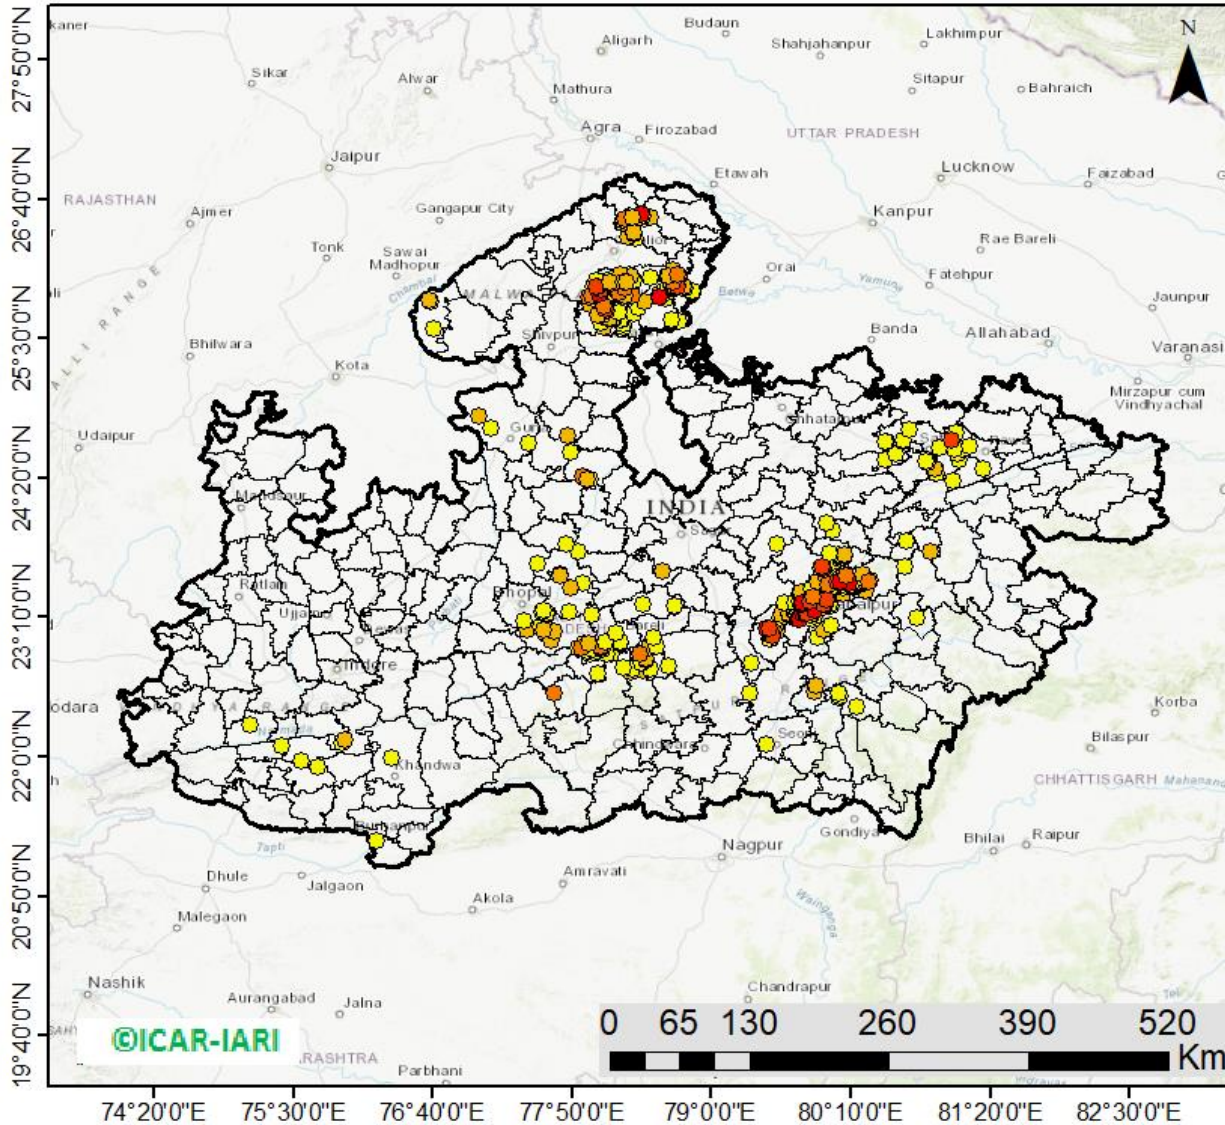 Budaun
Lakhimpur
Aligarh
Shahjahanpur
N
27°50'0"N
Sikar
Alwar
Sitapur
Bahraich
Mathura
Agra
Firozabad
UTTAR PRADESH
Jaipur
Lucknow
Etawah
Faizabad
26°40'0"N
RAJASTHAN
Ajmer
Gangapur City
Kanpur
Tonk
Sawai
Madhopur
Rae Bareli
Orai
Fatehpur
Chambal
Yamuna
Betwa
Jaunpur
25°30'0"N
Shivpuri
Banda
Allahabad
Varanasi
Bhilwara
Kota
Mirzapur cum
Vindhyachal
Udaipur
Guna
24°20'0"N
Mandsaur
INDIA
Sagar
Ratlam
Bhopal
23°10'0"N
Ujjain
Dewas
Indore
Korba
Narmada
Bilaspur
Chhindwara
Seoni
22°0'0"N
Khandwa
CHHATTISGARH
Burhanpur
Gondiya
Bhilai
Raipur
Nagpur
Tapti
Dhule
Jalgaon
Amravati
20°50'0"N
Akola
Malegaon
Wainganga
Nashik
Chandrapur
Aurangabad
Jalna
19°40'0"N
©ICAR-IARI
0 65 130 260 390 520
Km
Parbhani
74°20'0"E 75°30'0"E 76°40'0"E 77°50'0"E 79°0'0"E 80°10'0"E 81°20'0"E 82°30'0"E